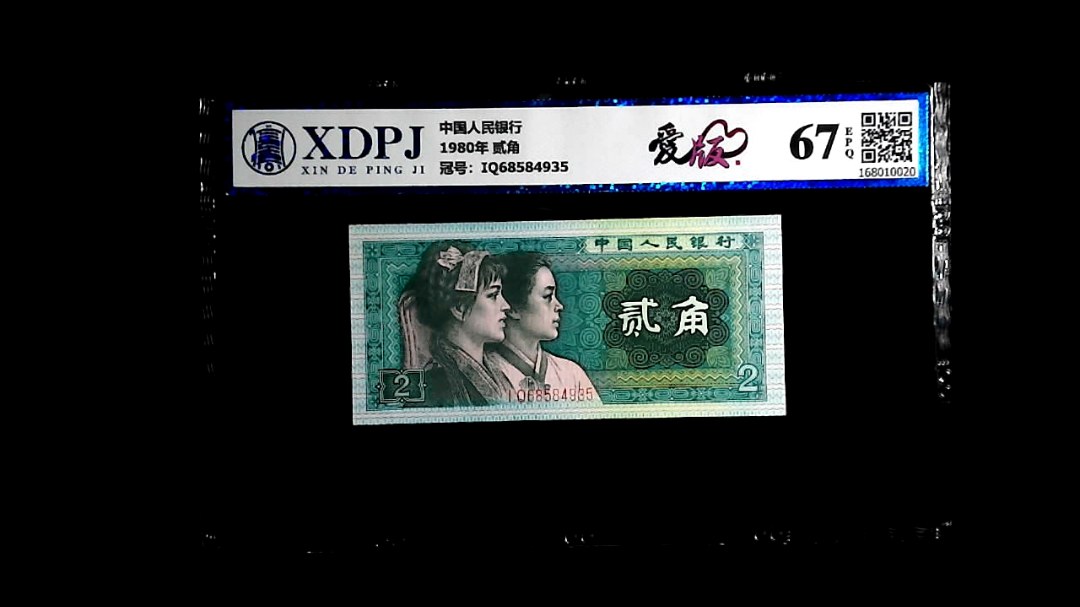 XDPJ
XIN DE PING JI
中国人民银行
1980年 贰角
冠号：IQ68584935
爱版
67
EPQ
168010020
中国人民银行
贰角
2
2
IQ68584935